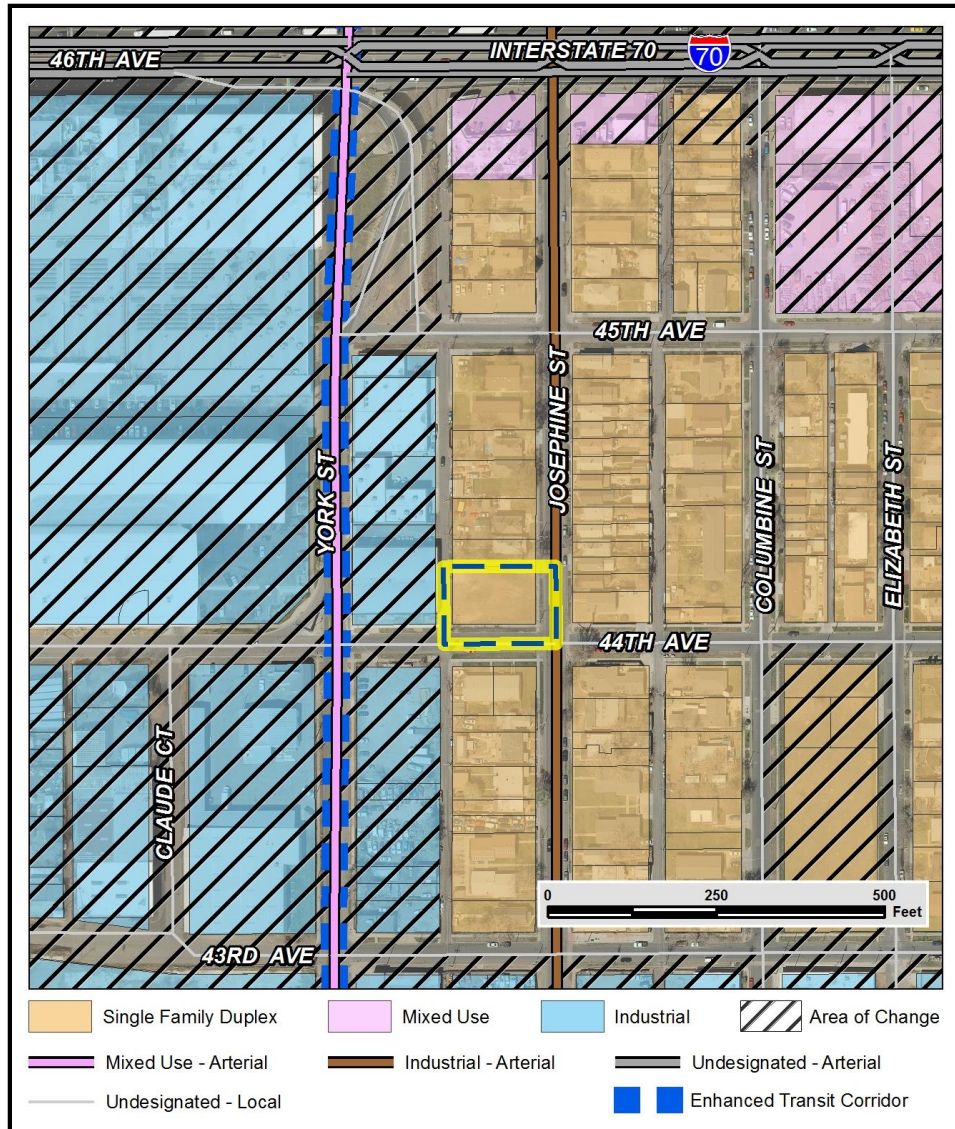 46TH AVE
INTERSTATE 70
70
45TH AVE
JOSEPHINE ST
YORK ST
COLUMBINE ST
ELIZABETH ST
44TH AVE
CLAUDE CT
0 250 500
Feet
43RD AVE
Single Family Duplex
Mixed Use
Industrial
Area of Change
Mixed Use - Arterial
Industrial - Arterial
Undesignated - Arterial
Undesignated - Local
Enhanced Transit Corridor